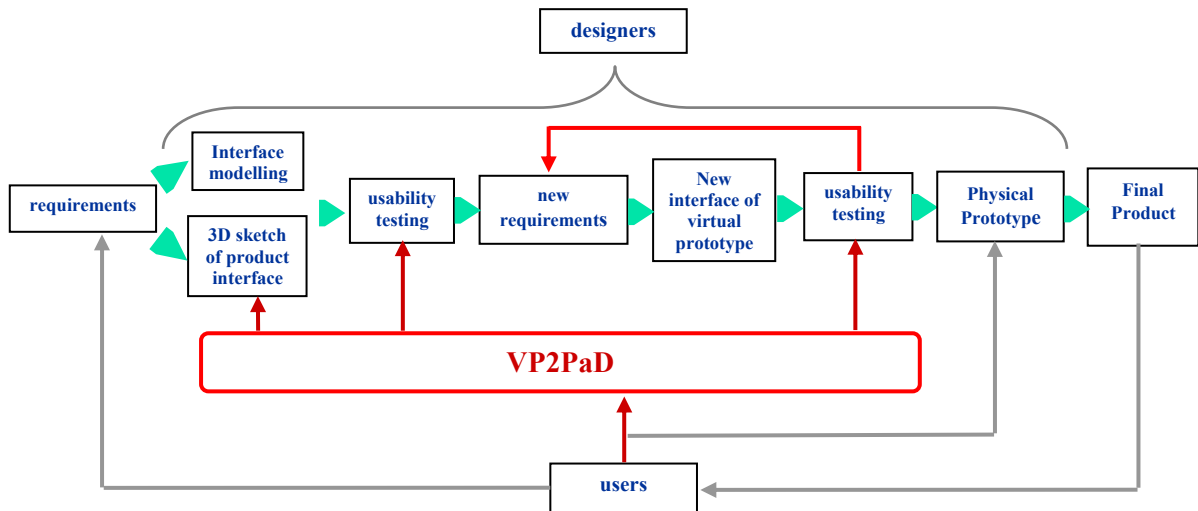 designers
Interface
modelling
requirements
3D sketch
of product
interface
usability
testing
new
requirements
New
interface of
virtual
prototype
usability
testing
Physical
Prototype
Final
Product
VP2PaD
users